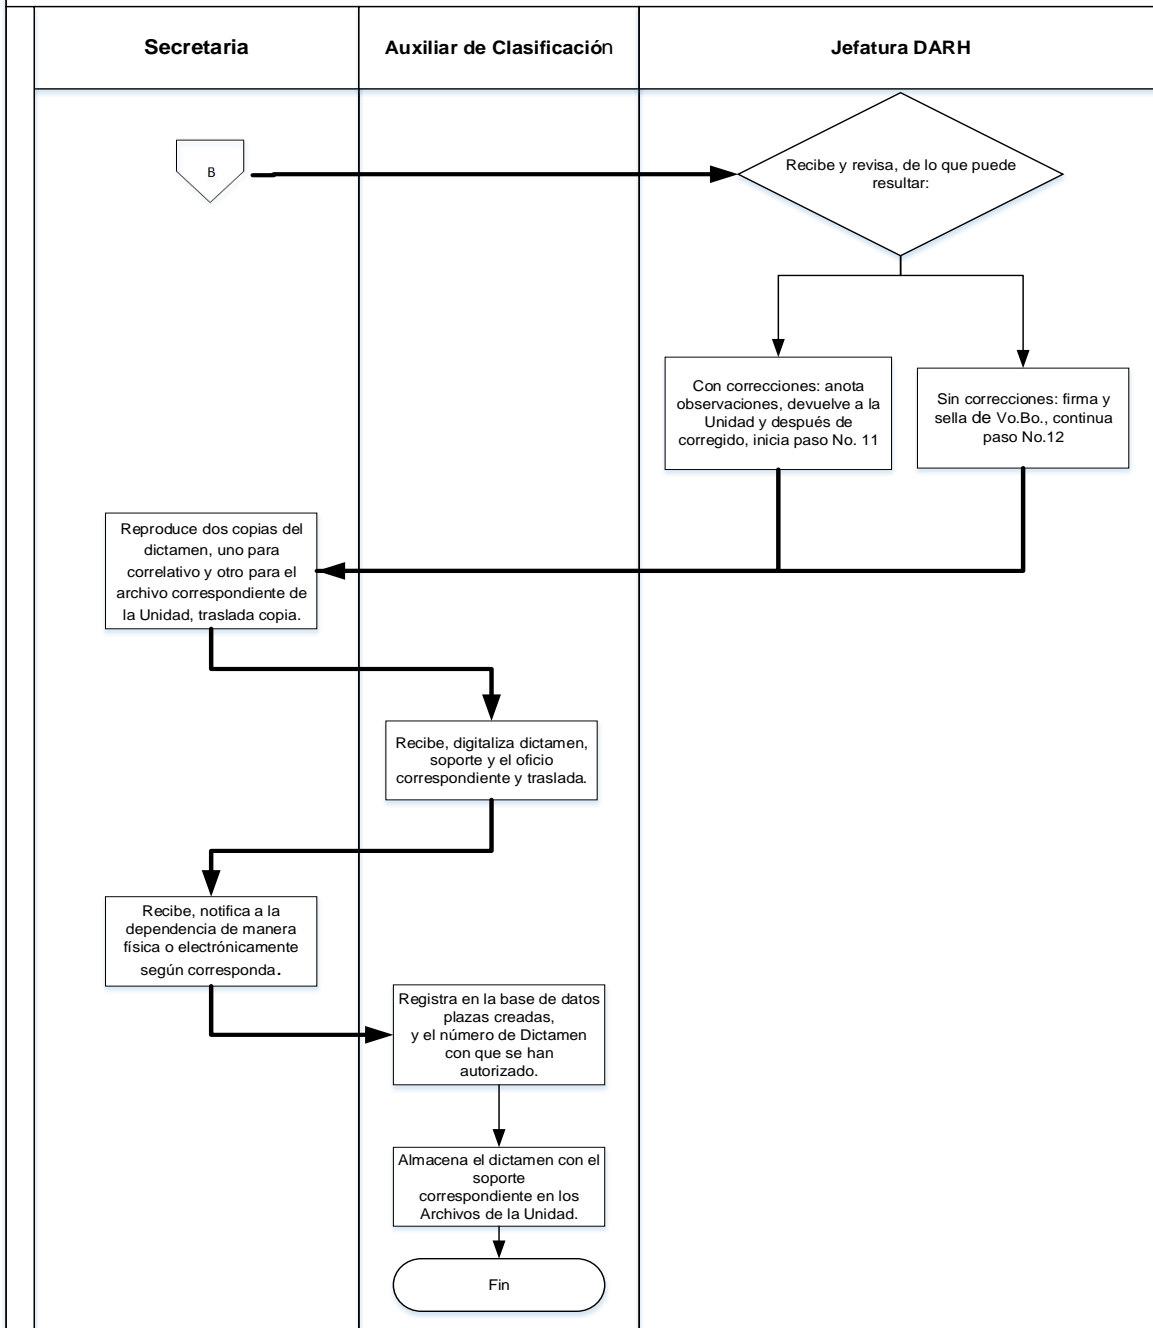 Secretaria
Auxiliar de Clasificación
Jefatura DARH
B
Recibe y revisa, de lo que puede
resultar:
Con correcciones: anota
observaciones, devuelve a la
Unidad y después de
corregido, inicia paso No. 11
Sin correcciones: firma y
sella de Vo.Bo., continua
paso No.12
Reproduce dos copias del
dictamen, uno para
correlativo y otro para el
archivo correspondiente de
la Unidad, traslada copia.
Recibe, digitaliza dictamen,
soporte y el oficio
correspondiente y traslada.
Recibe, notifica a la
dependencia de manera
física o electrónicamente
según corresponda.
Registra en la base de datos
plazas creadas,
y el número de Dictamen
con que se han
autorizado.
Almacena el dictamen con el
soporte
correspondiente en los
Archivos de la Unidad.
Fin